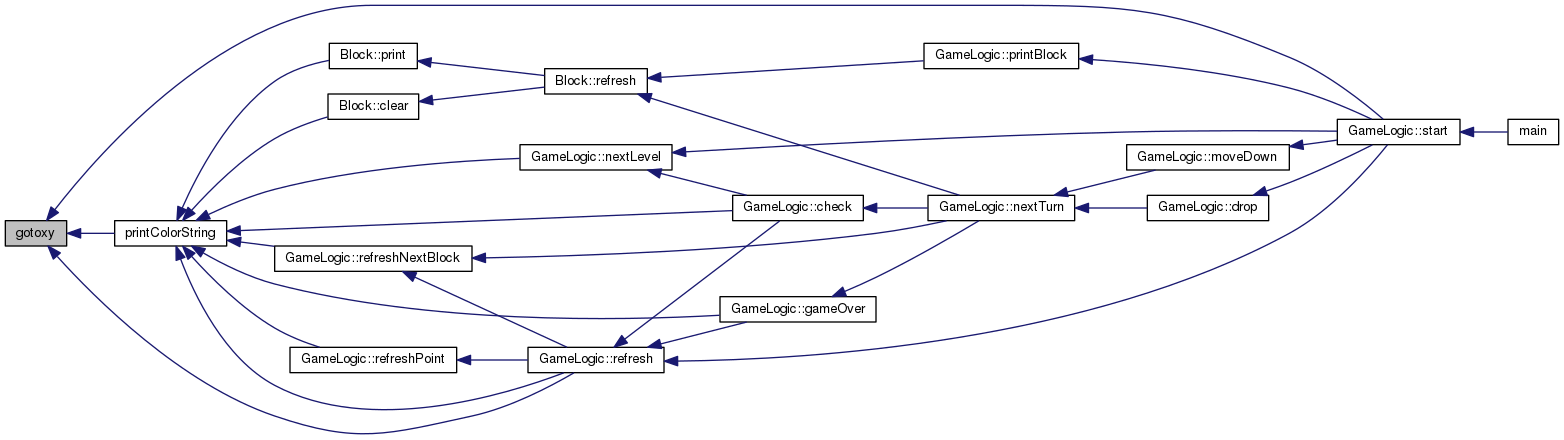 gotoxy
printColorString
Block::print
Block::clear
GameLogic::nextLevel
GameLogic::refreshNextBlock
GameLogic::refreshPoint
Block::refresh
GameLogic::check
GameLogic::gameOver
GameLogic::refresh
GameLogic::printBlock
GameLogic::nextTurn
GameLogic::moveDown
GameLogic::drop
GameLogic::start
main